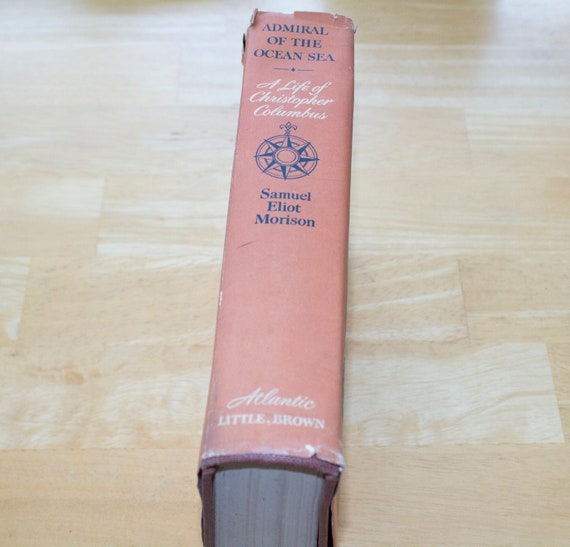 ADMIRAL
OF THE
OCEAN SEA
A Life of
Christopher
Columbus
Samuel
Eliot
Morison
Atlantic
LITTLE, BROWN